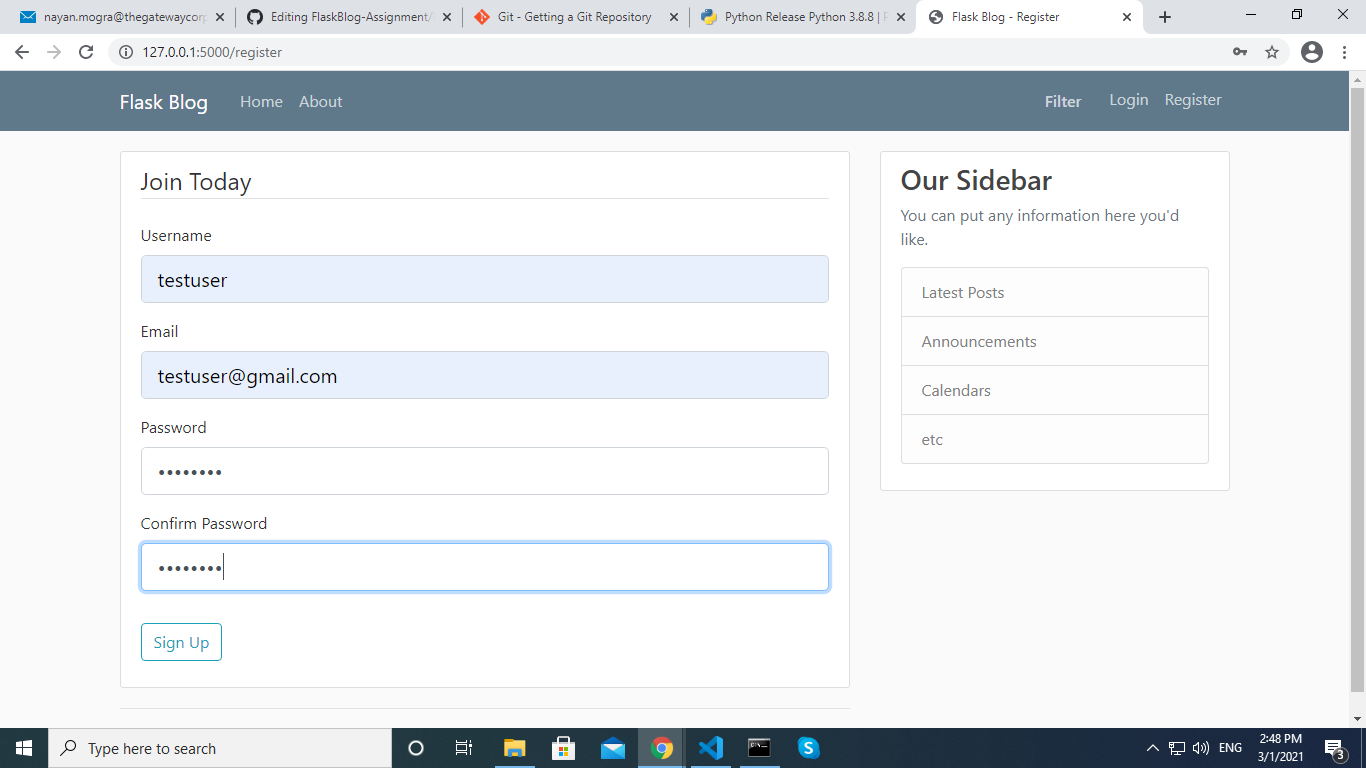 nayan.mogra@thegatewaycorp
Editing FlaskBlog-Assignment/
Git - Getting a Git Repository
Python Release Python 3.8.8 |
Flask Blog - Register
127.0.0.1:5000/register
Flask Blog
Home
About
Filter
Login
Register
Join Today
Username
testuser
Email
testuser@gmail.com
Password
••••••••
Confirm Password
••••••••
Sign Up
Our Sidebar
You can put any information here you'd
like.
Latest Posts
Announcements
Calendars
etc
Type here to search
ENG
2:48 PM
3/1/2021
3